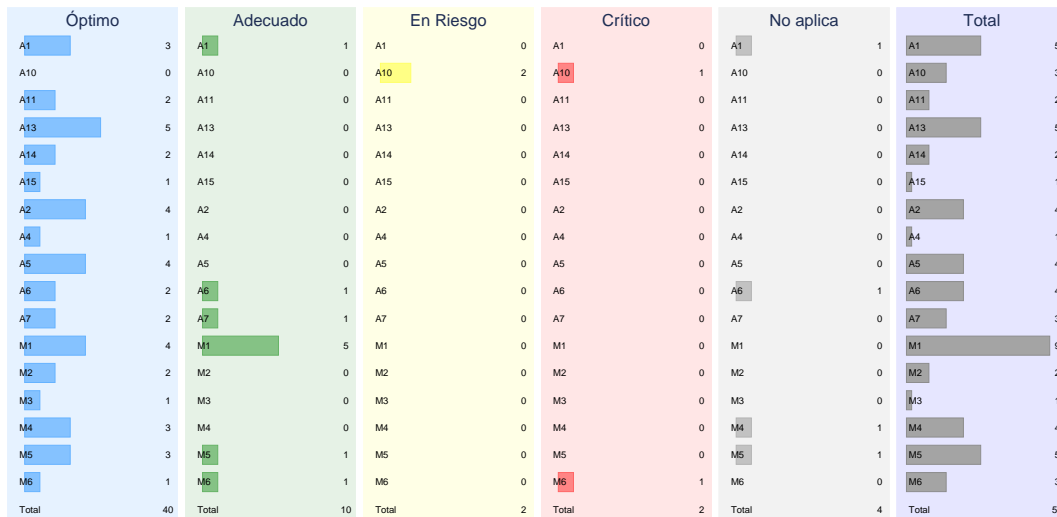 Óptimo Adecuado En Riesgo Crítico No aplica Total
A1 3 A1 1 A1 0 A1 0 A1 1 A1 5
A10 0 A10 0 A10 2 A10 1 A10 0 A10 3
A11 2 A11 0 A11 0 A11 0 A11 0 A11 2
A13 5 A13 0 A13 0 A13 0 A13 0 A13 5
A14 2 A14 0 A14 0 A14 0 A14 0 A14 2
A15 1 A15 0 A15 0 A15 0 A15 0 A15 1
A2 4 A2 0 A2 0 A2 0 A2 0 A2 4
A4 1 A4 0 A4 0 A4 0 A4 0 A4 1
A5 4 A5 0 A5 0 A5 0 A5 0 A5 4
A6 2 A6 1 A6 0 A6 0 A6 1 A6 4
A7 2 A7 1 A7 0 A7 0 A7 0 A7 3
M1 4 M1 5 M1 0 M1 0 M1 0 M1 9
M2 2 M2 0 M2 0 M2 0 M2 0 M2 2
M3 1 M3 0 M3 0 M3 0 M3 0 M3 1
M4 3 M4 0 M4 0 M4 0 M4 1 M4 4
M5 3 M5 1 M5 0 M5 0 M5 1 M5 5
M6 1 M6 1 M6 0 M6 1 M6 0 M6 3
Total 40 Total 10 Total 2 Total 2 Total 4 Total 5